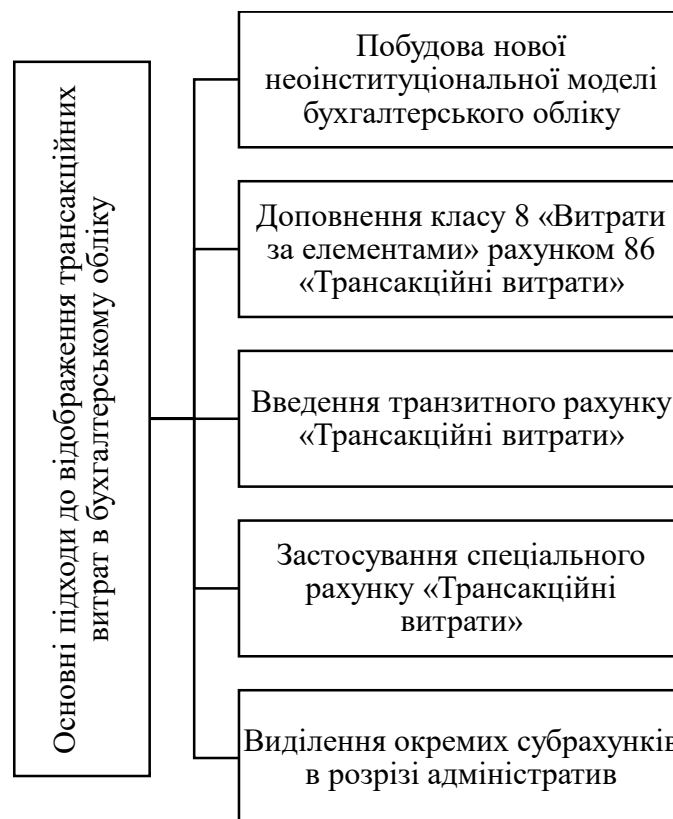 Основні підходи до відображення трансакційних
витрат в бухгалтерському обліку
Побудова нової
неоінституціональної моделі
бухгалтерського обліку
Доповнення класу 8 «Витрати
за елементами» рахунком 86
«Трансакційні витрати»
Введення транзитного рахунку
«Трансакційні витрати»
Застосування спеціального
рахунку «Трансакційні
витрати»
Виділення окремих субрахунків
в розрізі адміністратив